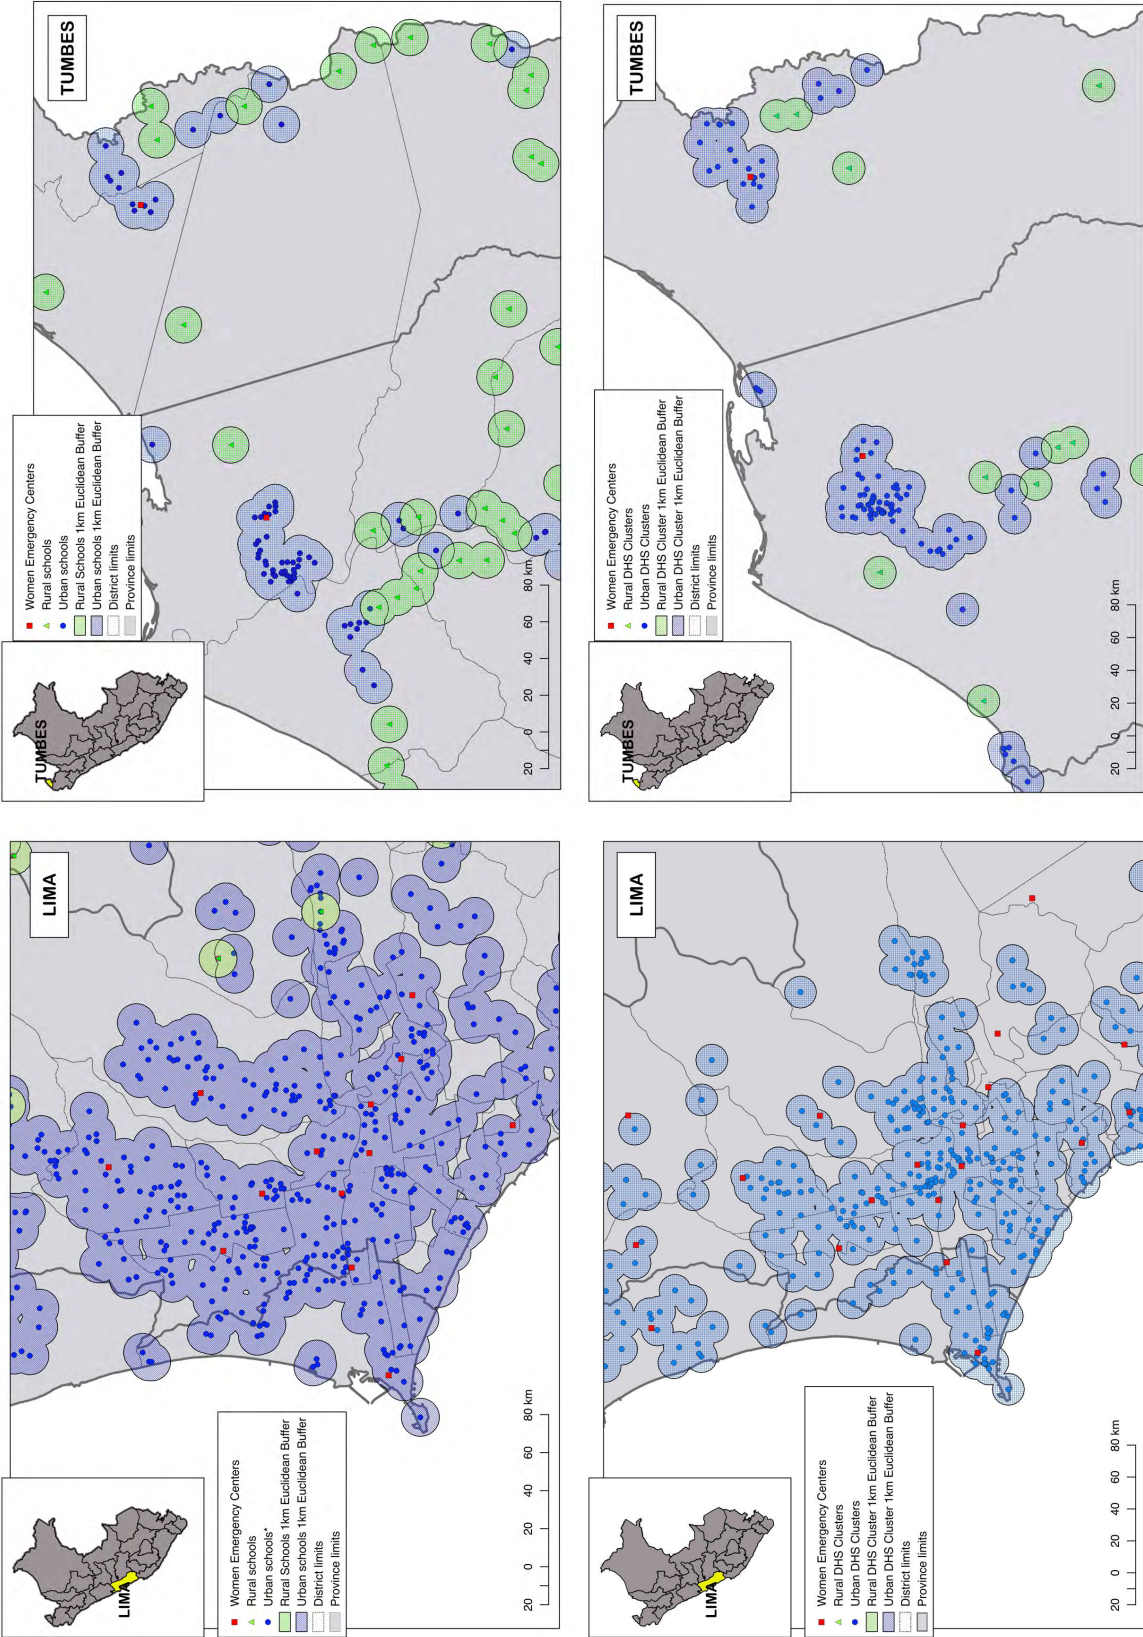 LIMA
LIMA
Women Emergency Centers
Rural schools
Urban schools*
Rural Schools 1km Euclidean Buffer
Urban schools 1km Euclidean Buffer
District limits
Province limits
20 0 20 40 60 80 km
TUMBES
TUMBES
Women Emergency Centers
Rural schools
Urban schools
Rural Schools 1km Euclidean Buffer
Urban schools 1km Euclidean Buffer
District limits
Province limits
20 0 20 40 60 80 km
LIMA
LIMA
Women Emergency Centers
Rural DHS Clusters
Urban DHS Clusters
Rural DHS Cluster 1km Euclidean Buffer
Urban DHS Cluster 1km Euclidean Buffer
District limits
Province limits
20 0 20 40 60 80 km
TUMBES
TUMBES
Women Emergency Centers
Rural DHS Clusters
Urban DHS Clusters
Rural DHS Cluster 1km Euclidean Buffer
Urban DHS Cluster 1km Euclidean Buffer
District limits
Province limits
20 0 20 40 60 80 km